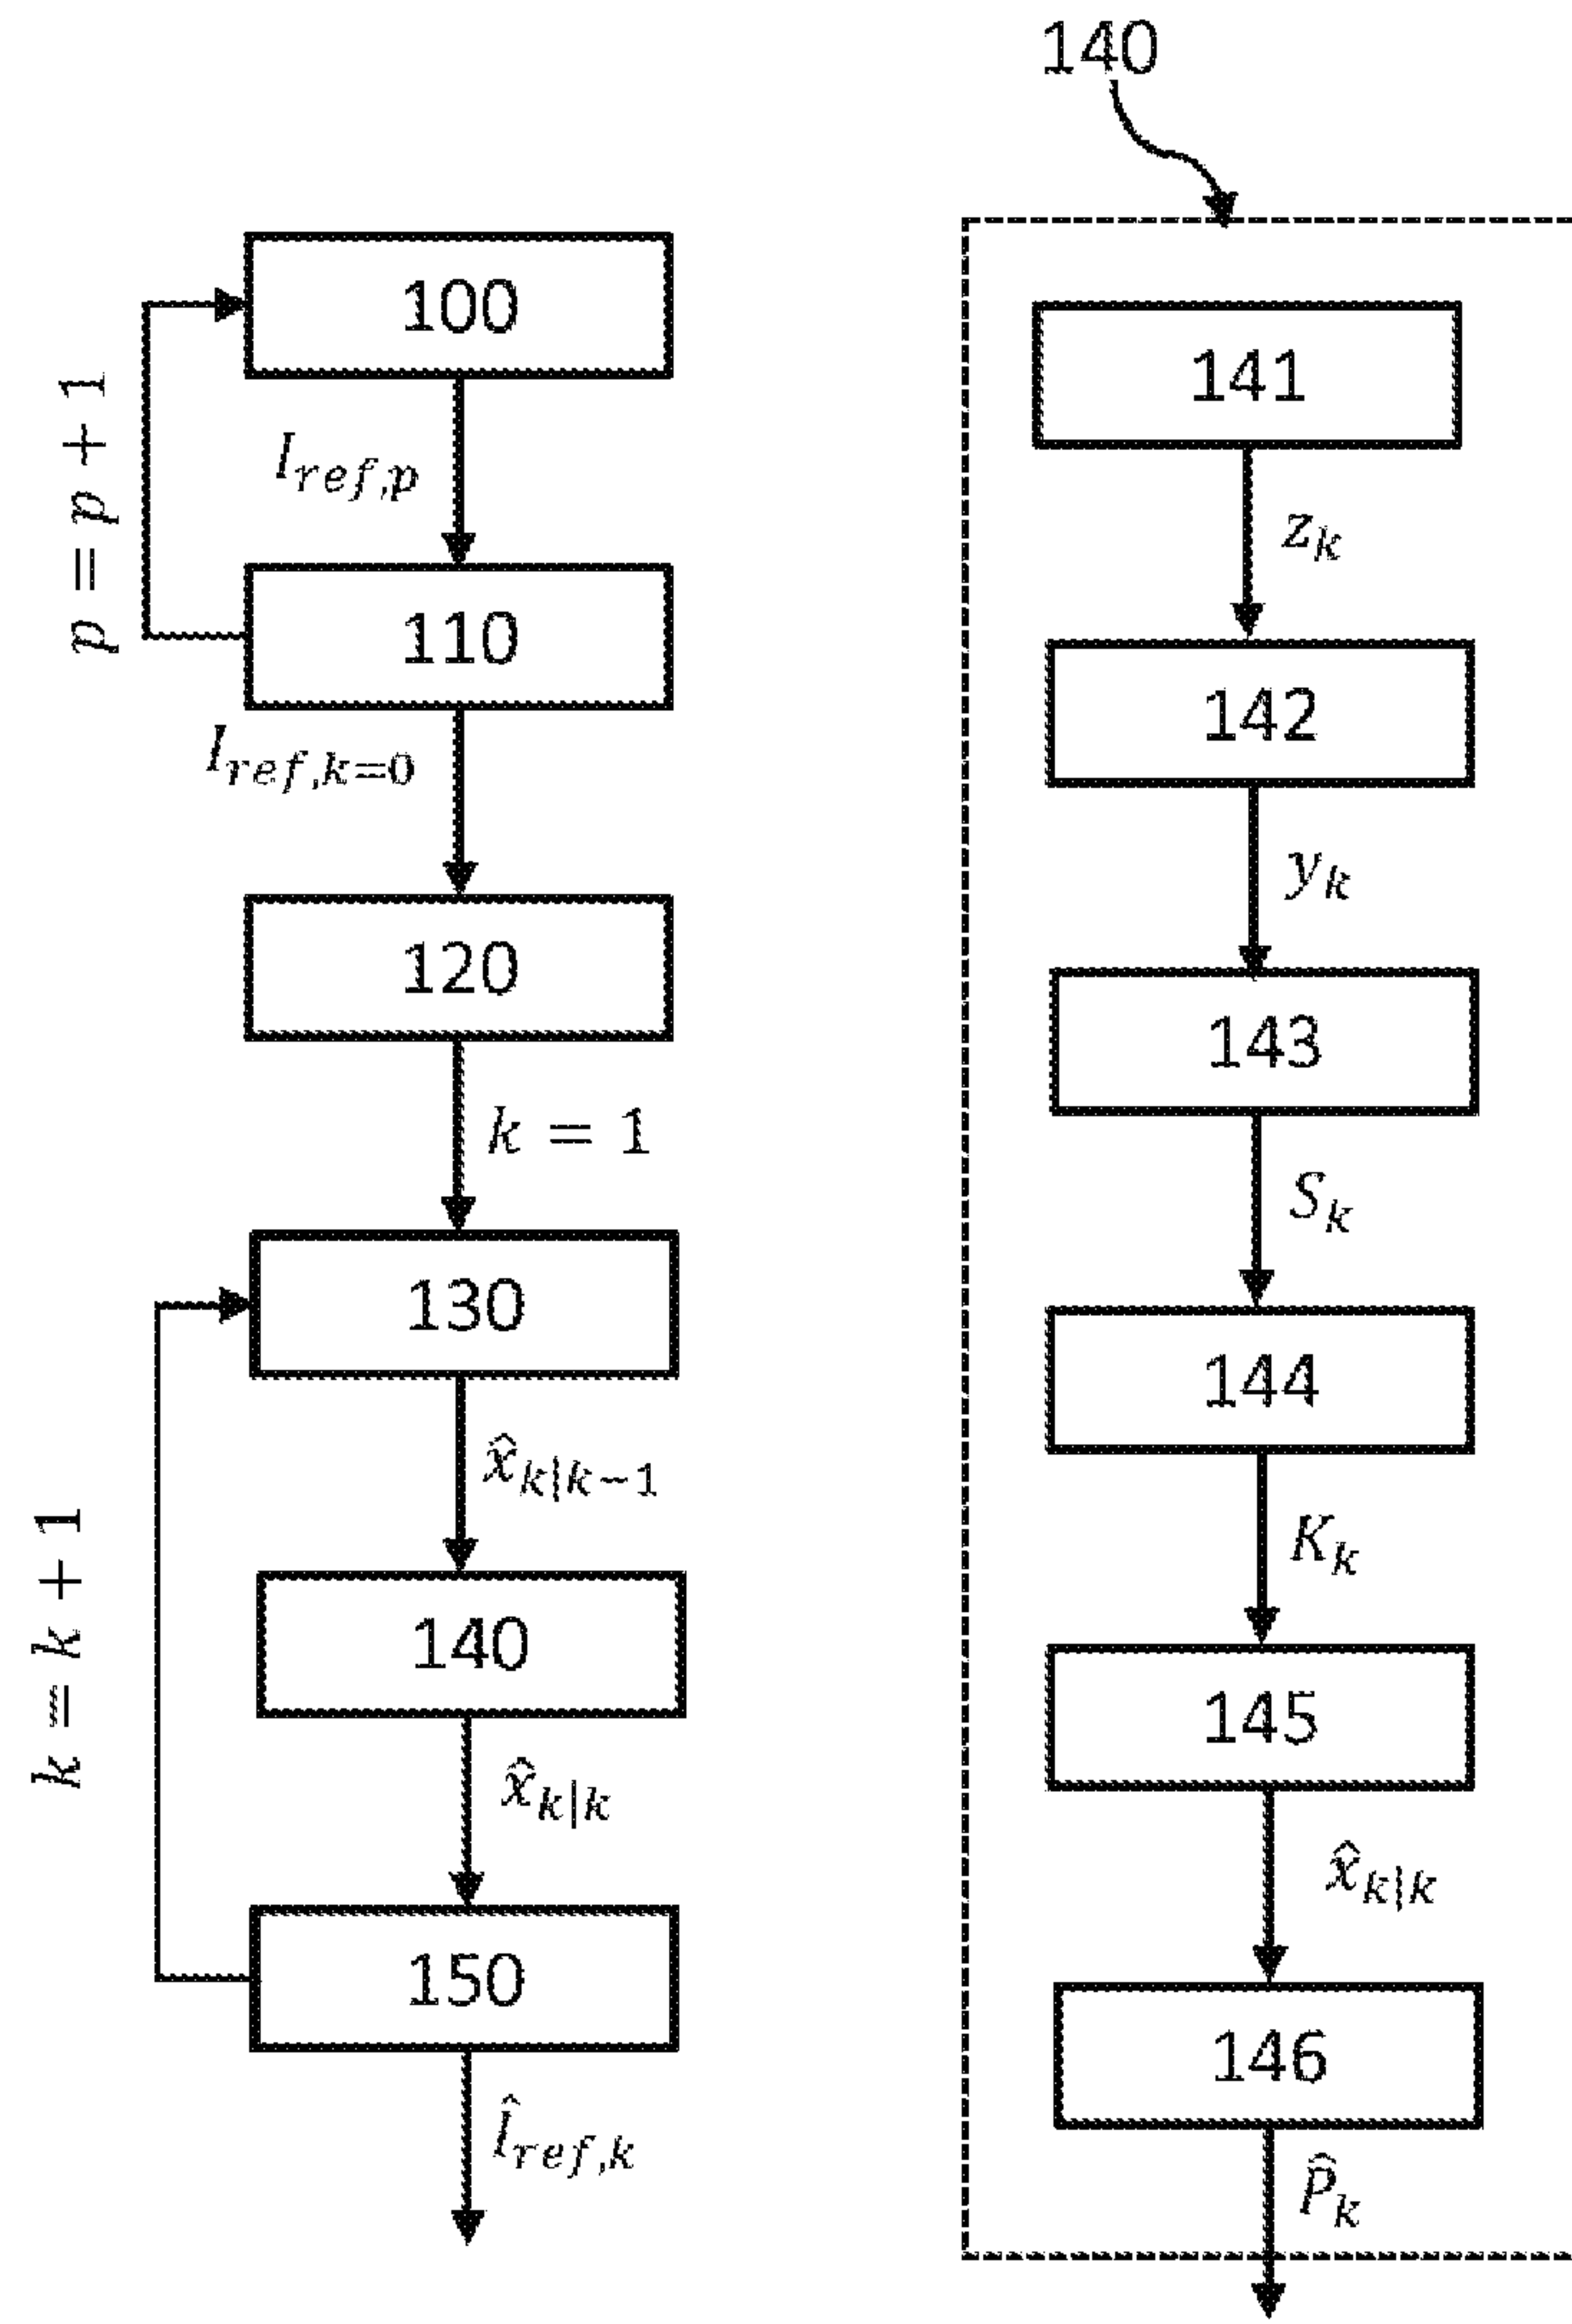 100
p = p + 1
I_{ref,p}
110
I_{ref,k=0}
120
k = 1
130
x̂_{k|k−1}
k = k + 1
140
x̂_{k|k}
150
Î_{ref,k}
140
141
z_k
142
y_k
143
S_k
144
K_k
145
x̂_{k|k}
146
P̂_k